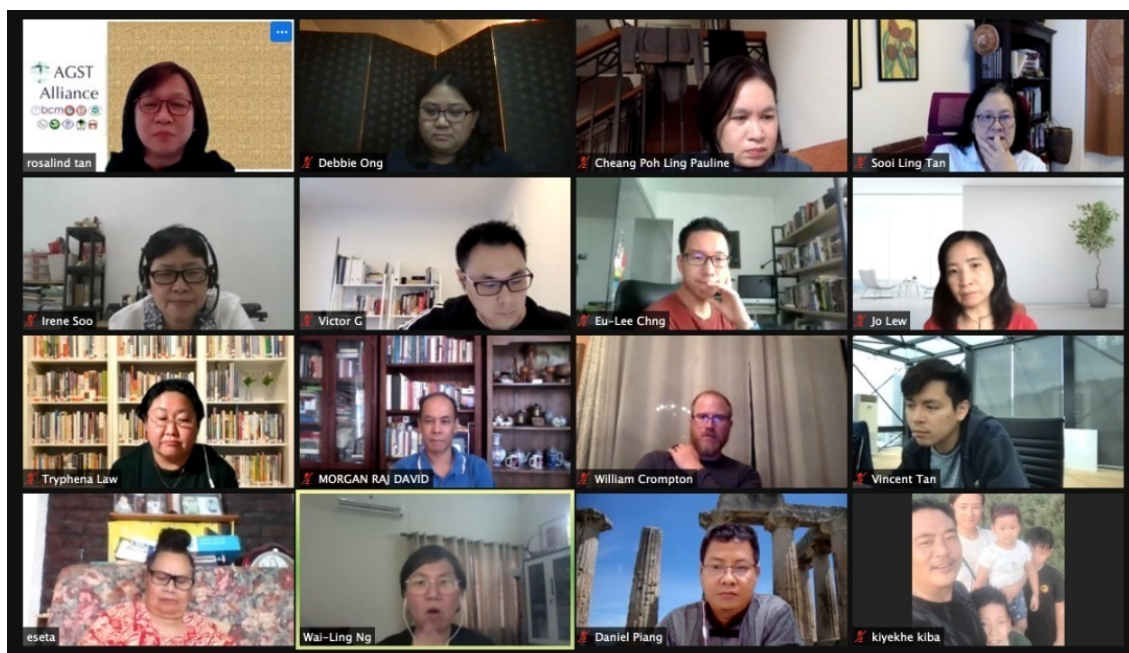 AGST
Alliance
bcm
rosalind tan
Debbie Ong
Cheang Poh Ling Pauline
Sooi Ling Tan
Irene Soo
Victor G
Eu-Lee Chng
Jo Lew
Tryphena Law
MORGAN RAJ DAVID
William Crompton
Vincent Tan
eseta
Wai-Ling Ng
Daniel Piang
kiyekhe kiba